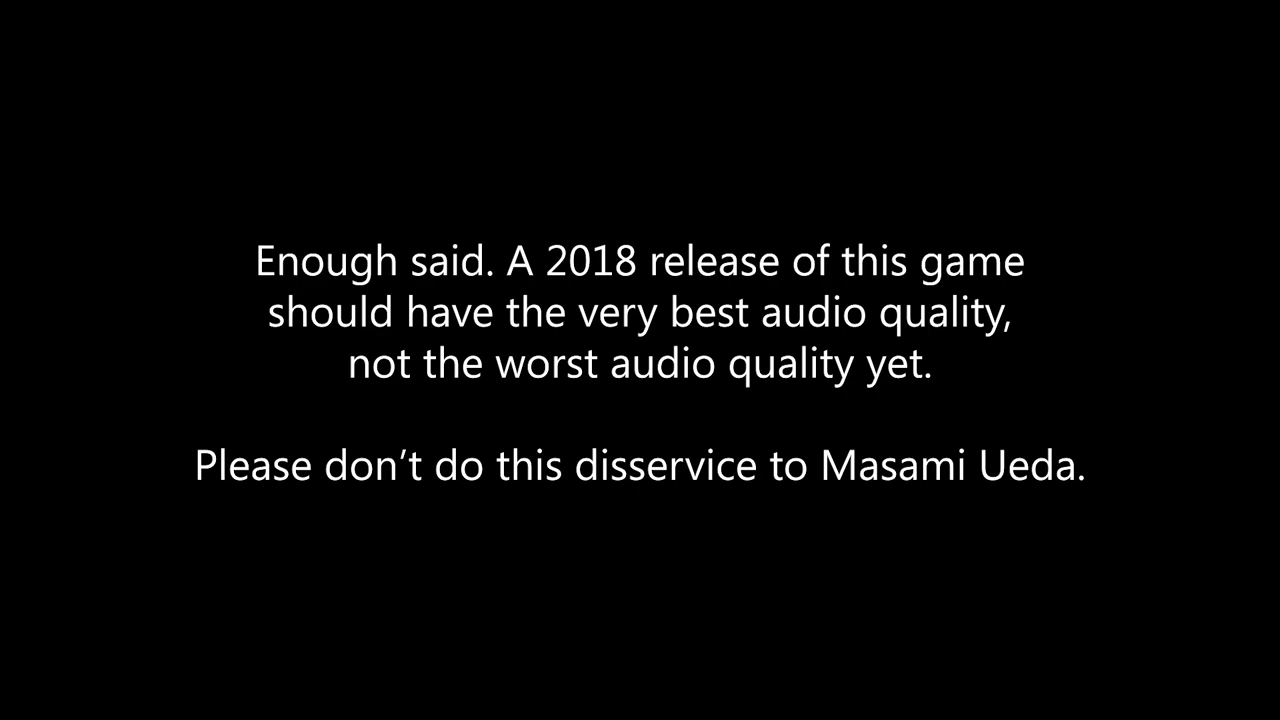 Enough said. A 2018 release of this game
should have the very best audio quality,
not the worst audio quality yet.
Please don’t do this disservice to Masami Ueda.